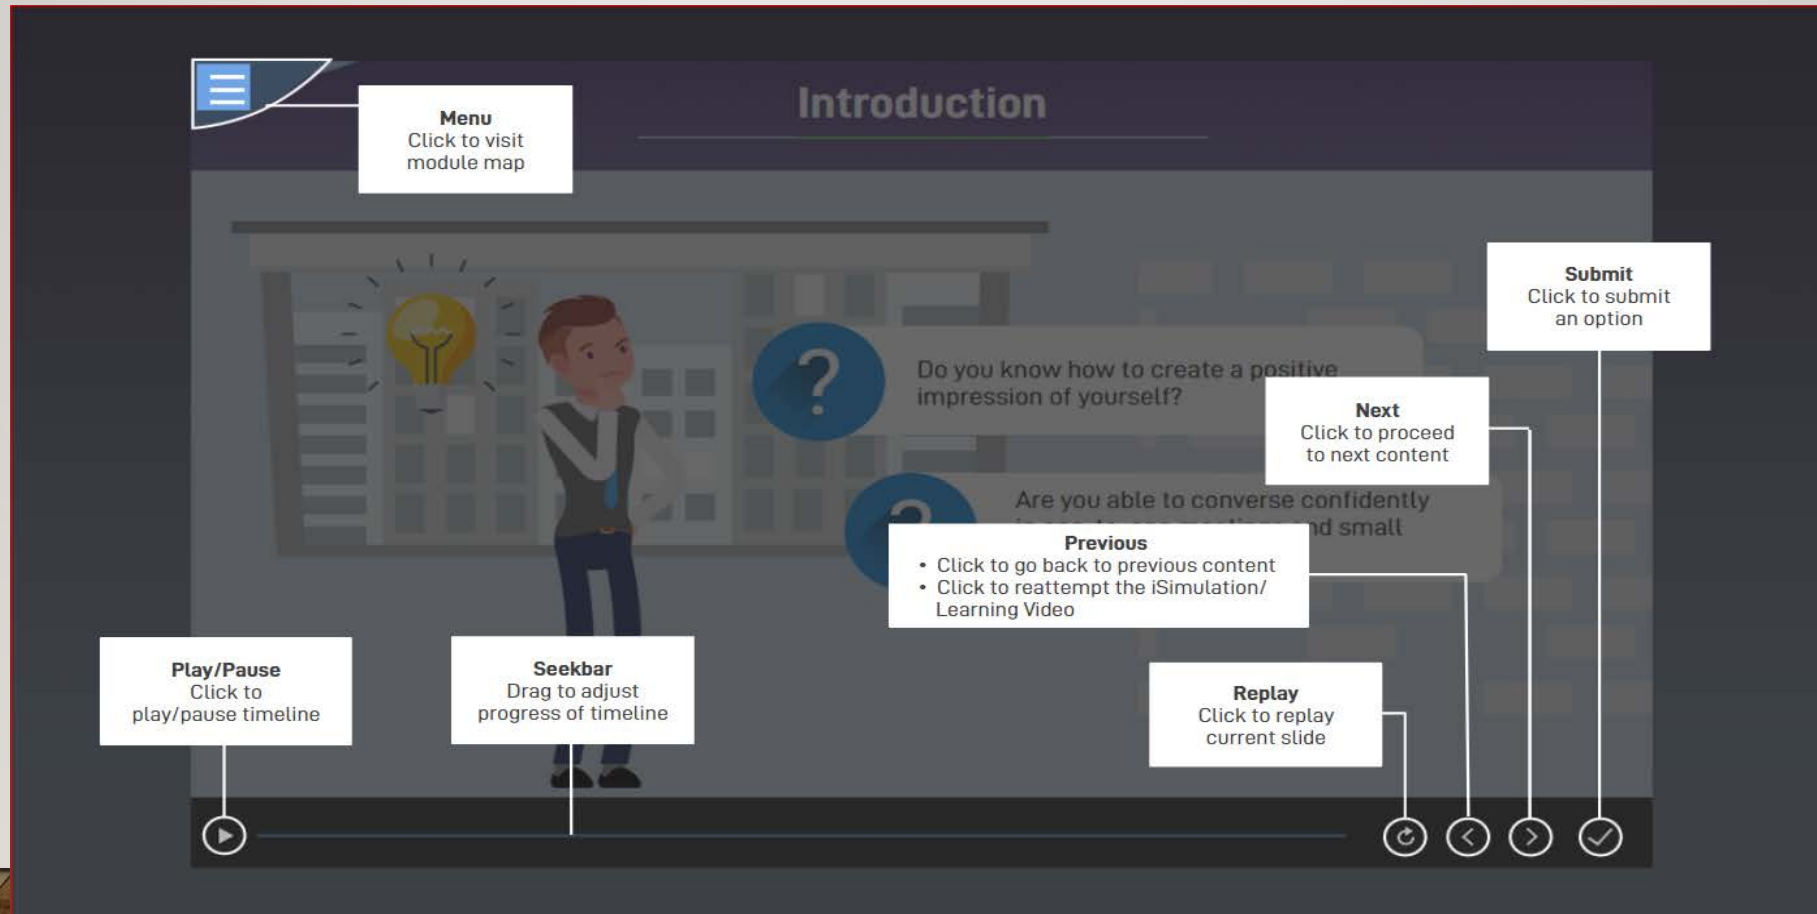 Introduction
Menu
Click to visit
module map
Submit
Click to submit
an option
Do you know how to create a positive
impression of yourself?
Next
Click to proceed
to next content
Are you able to converse confidently
and small
Previous
• Click to go back to previous content
• Click to reattempt the iSimulation/
Learning Video
Play/Pause
Click to
play/pause timeline
Seekbar
Drag to adjust
progress of timeline
Replay
Click to replay
current slide